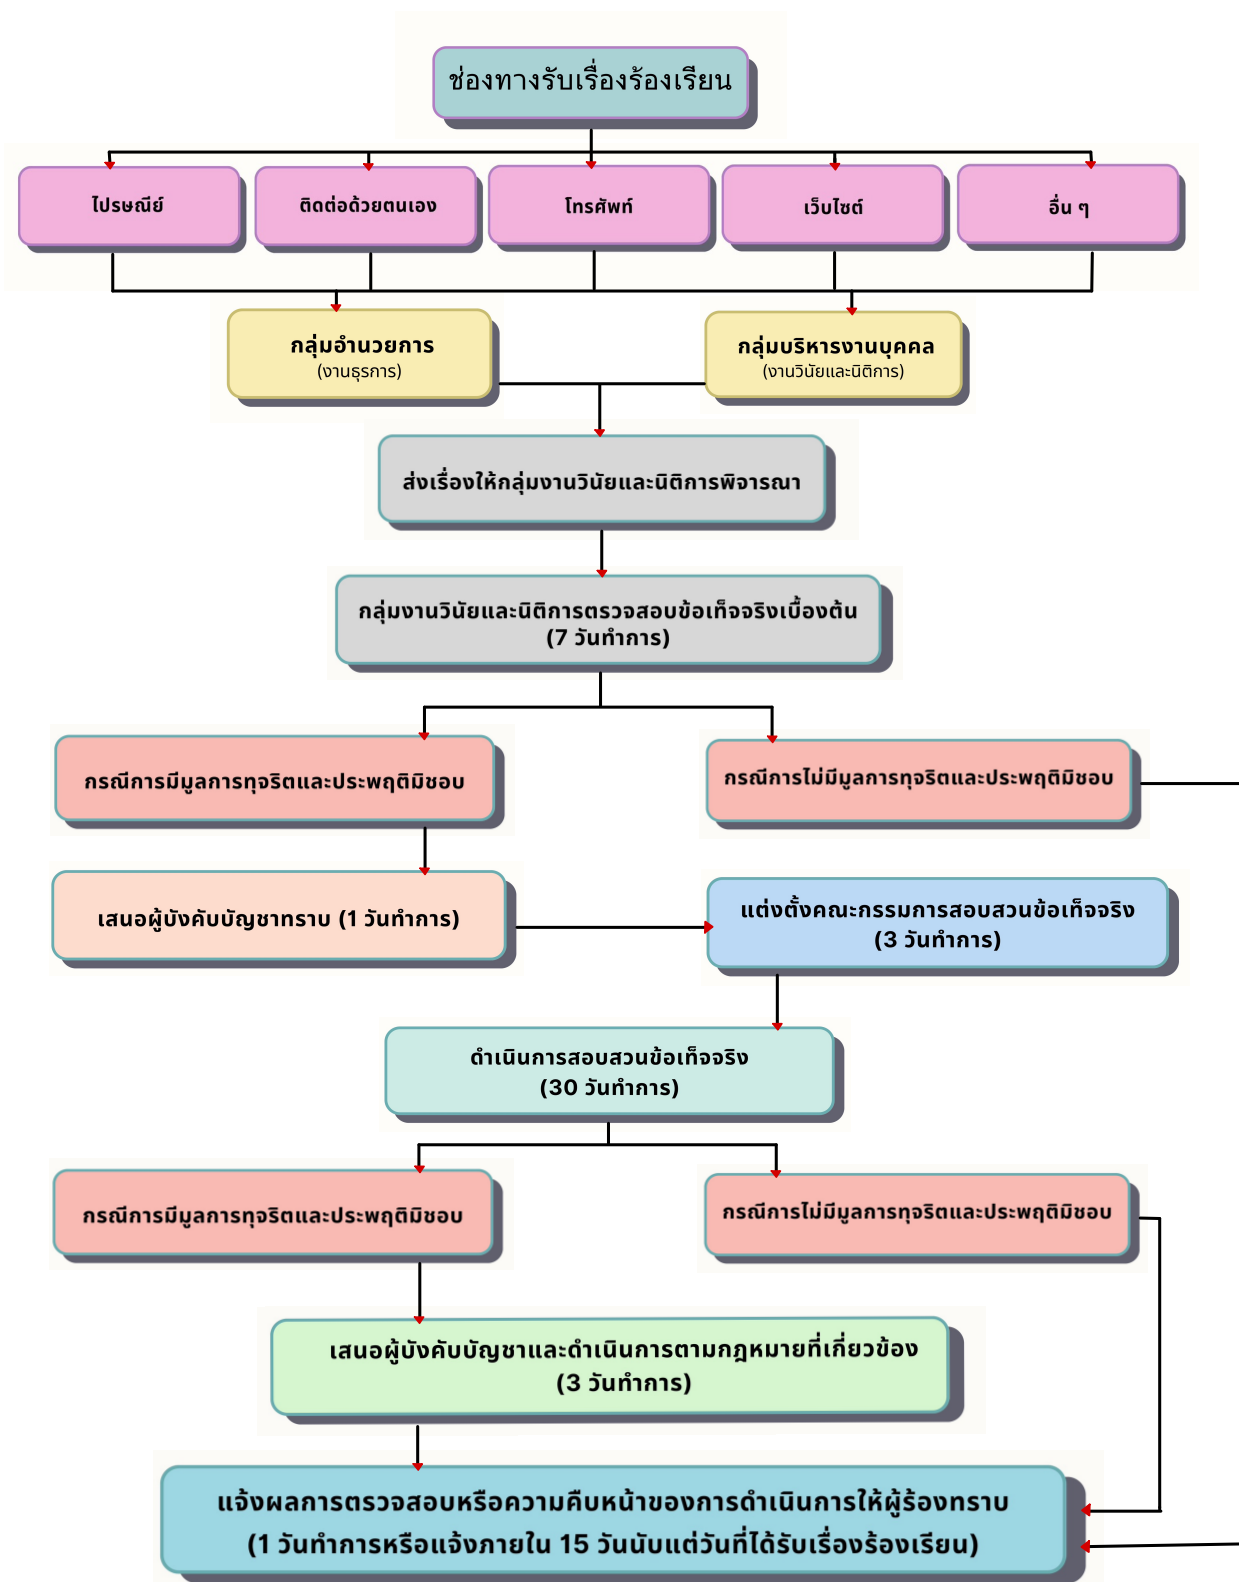 ช่องทางรับเรื่องร้องเรียน
ไปรษณีย์
ติดต่อด้วยตนเอง
โทรศัพท์
เว็บไซต์
อื่น ๆ
กลุ่มอำนวยการ
(งานธุรการ)
กลุ่มบริหารงานบุคคล
(งานวินัยและนิติการ)
ส่งเรื่องให้กลุ่มงานวินัยและนิติการพิจารณา
กลุ่มงานวินัยและนิติการตรวจสอบข้อเท็จจริงเบื้องต้น
(7 วันทำการ)
กรณีการมีมูลการทุจริตและประพฤติมิชอบ
กรณีการไม่มีมูลการทุจริตและประพฤติมิชอบ
เสนอผู้บังคับบัญชาทราบ (1 วันทำการ)
แต่งตั้งคณะกรรมการสอบสวนข้อเท็จจริง
(3 วันทำการ)
ดำเนินการสอบสวนข้อเท็จจริง
(30 วันทำการ)
กรณีการมีมูลการทุจริตและประพฤติมิชอบ
กรณีการไม่มีมูลการทุจริตและประพฤติมิชอบ
เสนอผู้บังคับบัญชาและดำเนินการตามกฎหมายที่เกี่ยวข้อง
(3 วันทำการ)
แจ้งผลการตรวจสอบหรือความคืบหน้าของการดำเนินการให้ผู้ร้องทราบ
(1 วันทำการหรือแจ้งภายใน 15 วันนับแต่วันที่ได้รับเรื่องร้องเรียน)